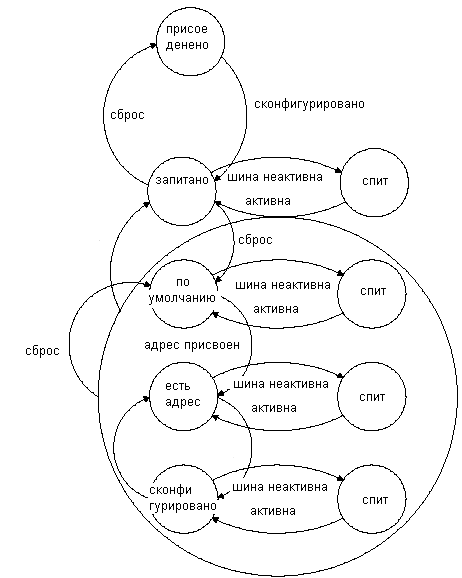 присое
денено
сконфигурировано
сброс
запитано
шина неактивна
активна
спит
сброс
по
умолчанию
шина неактивна
активна
спит
сброс
адрес присвоен
есть
адрес
шина неактивна
активна
спит
сконфи
гурировано
шина неактивна
активна
спит